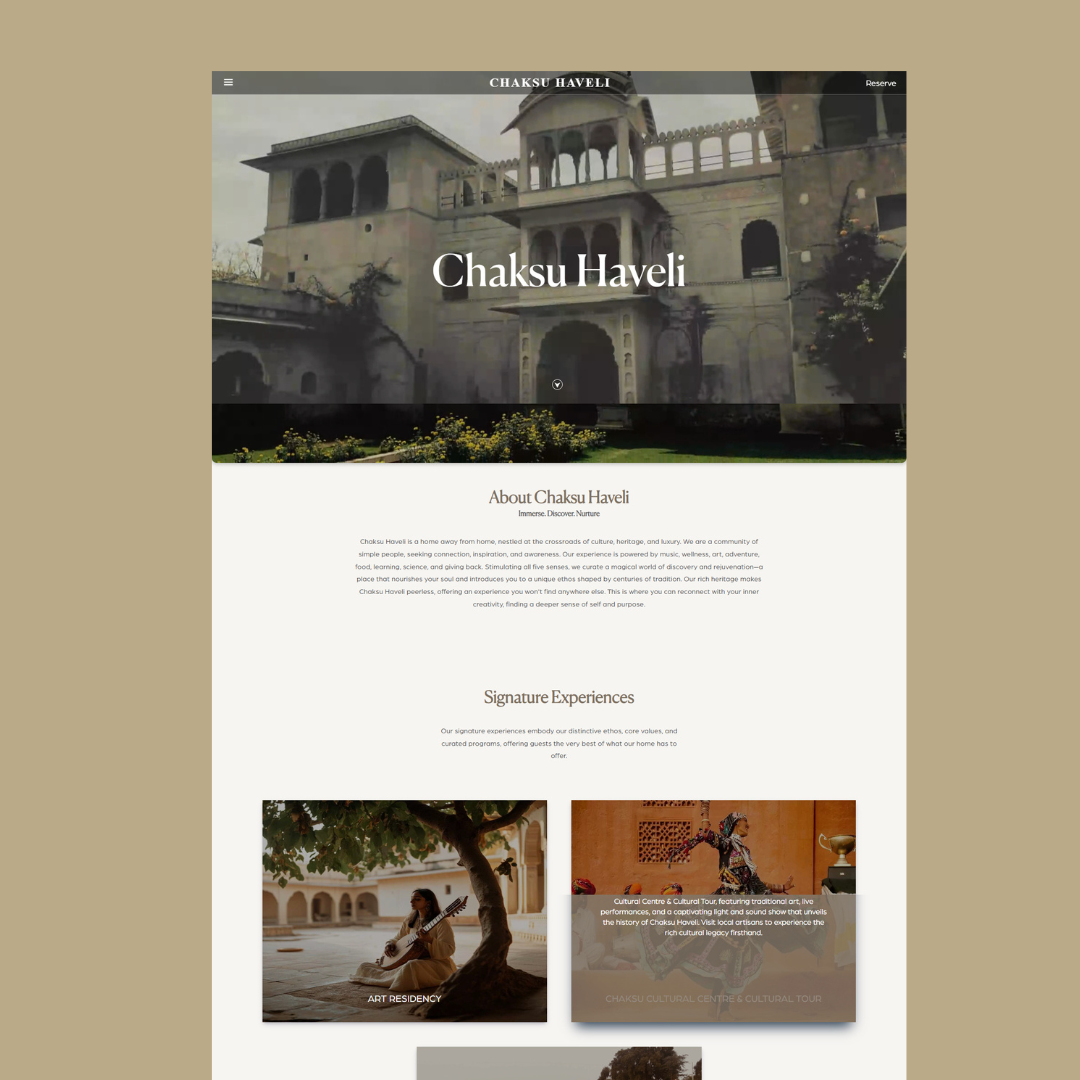 CHAKSU HAVELI
Reserve
Chaksu Haveli
About Chaksu Haveli
Immerse. Discover. Nurture
Chaksu Haveli is a home away from home, nestled at the crossroads of culture, heritage, and luxury. We are a community of
simple people, seeking connection, inspiration, and awareness. Our experience is powered by music, wellness, art, adventure,
food, learning, science, and giving back. Stimulating all five senses, we curate a magical world of discovery and rejuvenation—a
place that nourishes your soul and introduces you to a unique ethos shaped by centuries of tradition. Our rich heritage makes
Chaksu Haveli peerless, offering an experience you won't find anywhere else. This is where you can reconnect with your inner
creativity, finding a deeper sense of self and purpose.
Signature Experiences
Our signature experiences embody our distinctive ethos, core values, and
curated programs, offering guests the very best of what our home has to
offer.
ART RESIDENCY
Cultural Centre & Cultural Tour, featuring traditional art, live
performances, and a captivating light and sound show that unveils
the history of Chaksu Haveli. Visit local artisans to experience the
rich cultural legacy firsthand.
CHAKSU CULTURAL CENTRE & CULTURAL TOUR